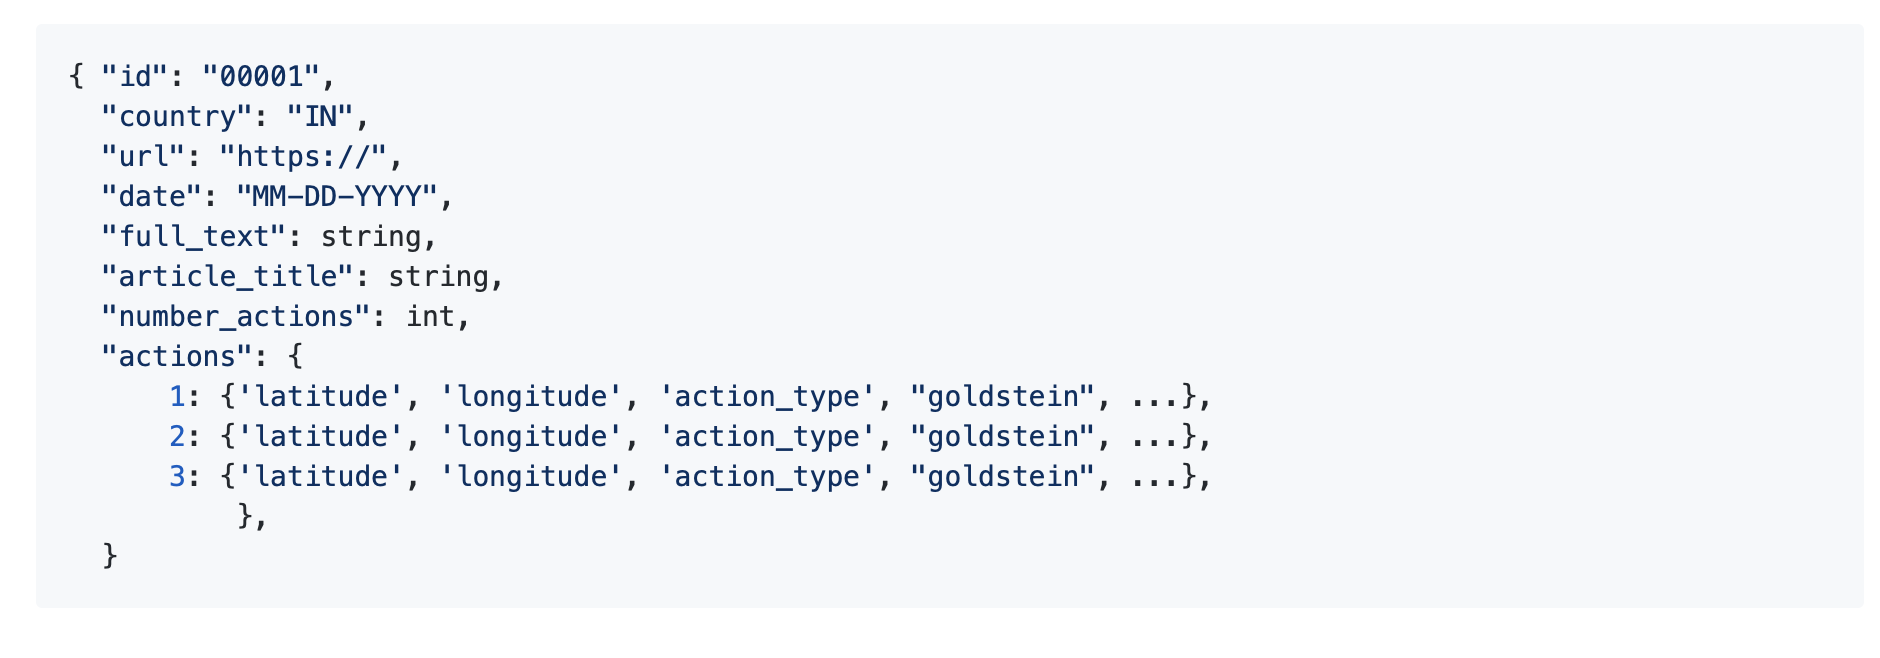 { "id": "00001",
"country": "IN",
"url": "https://",
"date": "MM-DD-YYYY",
"full_text": string,
"article_title": string,
"number_actions": int,
"actions": {
1: {'latitude', 'longitude', 'action_type', "goldstein", ...},
2: {'latitude', 'longitude', 'action_type', "goldstein", ...},
3: {'latitude', 'longitude', 'action_type', "goldstein", ...},
},
}